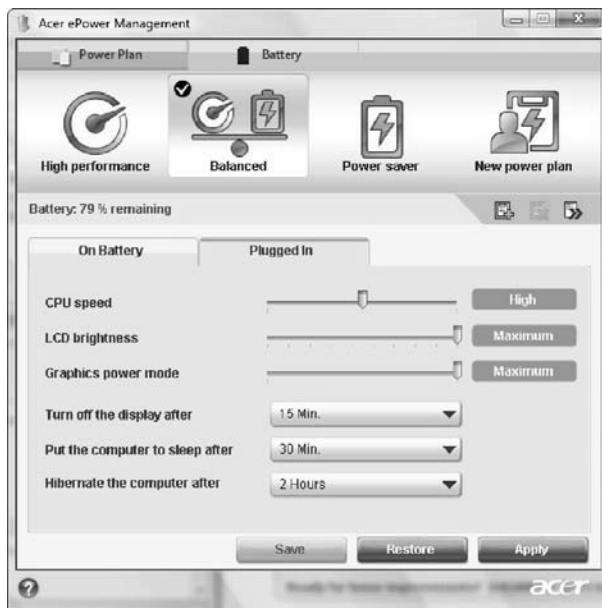 Acer ePower Management
Power Plan Battery
High performance Balanced Power saver New power plan
Battery: 79 % remaining
On Battery Plugged In
CPU speed High
LCD brightness Maximum
Graphics power mode Maximum
Turn off the display after 15 Min.
Put the computer to sleep after 30 Min.
Hibernate the computer after 2 Hours
Save Restore Apply
acer